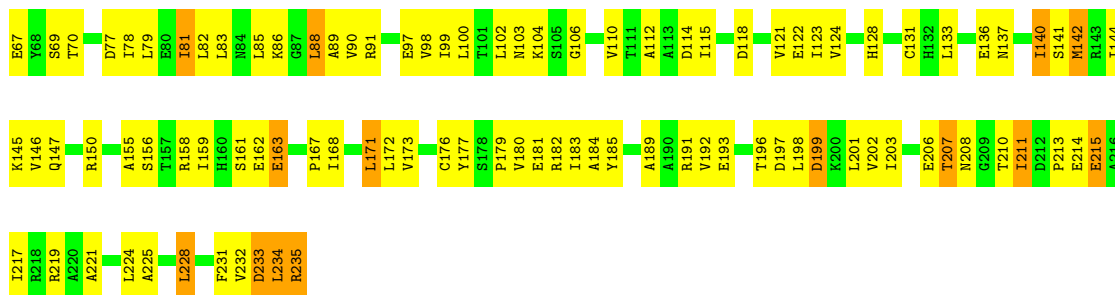 E67 Y68 S69 T70 D77 I78 L79 E80 I81 L82 L83 N84 L85 K86 G87 L88 A89 V90 R91 E97 V98 I99 L100 T101 L102 N103 K104 S105 G106 V110 T111 A112 A113 D114 I115 D118 V121 E122 I123 V124 H128 C131 H132 L133 E136 N137 I140 S141 M142 R143 I144
K145 V146 Q147 R150 A155 S156 T157 R158 I159 H160 S161 E162 E163 P167 I168 L171 L172 V173 C176 Y177 S178 P179 V180 E181 R182 I183 A184 Y185 A189 A190 R191 V192 E193 T196 D197 L198 D199 K200 L201 V202 I203 E206 T207 N208 G209 T210 I211 D212 P213 E214 E215 A216
I217 R218 R219 A220 A221 L224 A225 L228 F231 V232 D233 L234 R235